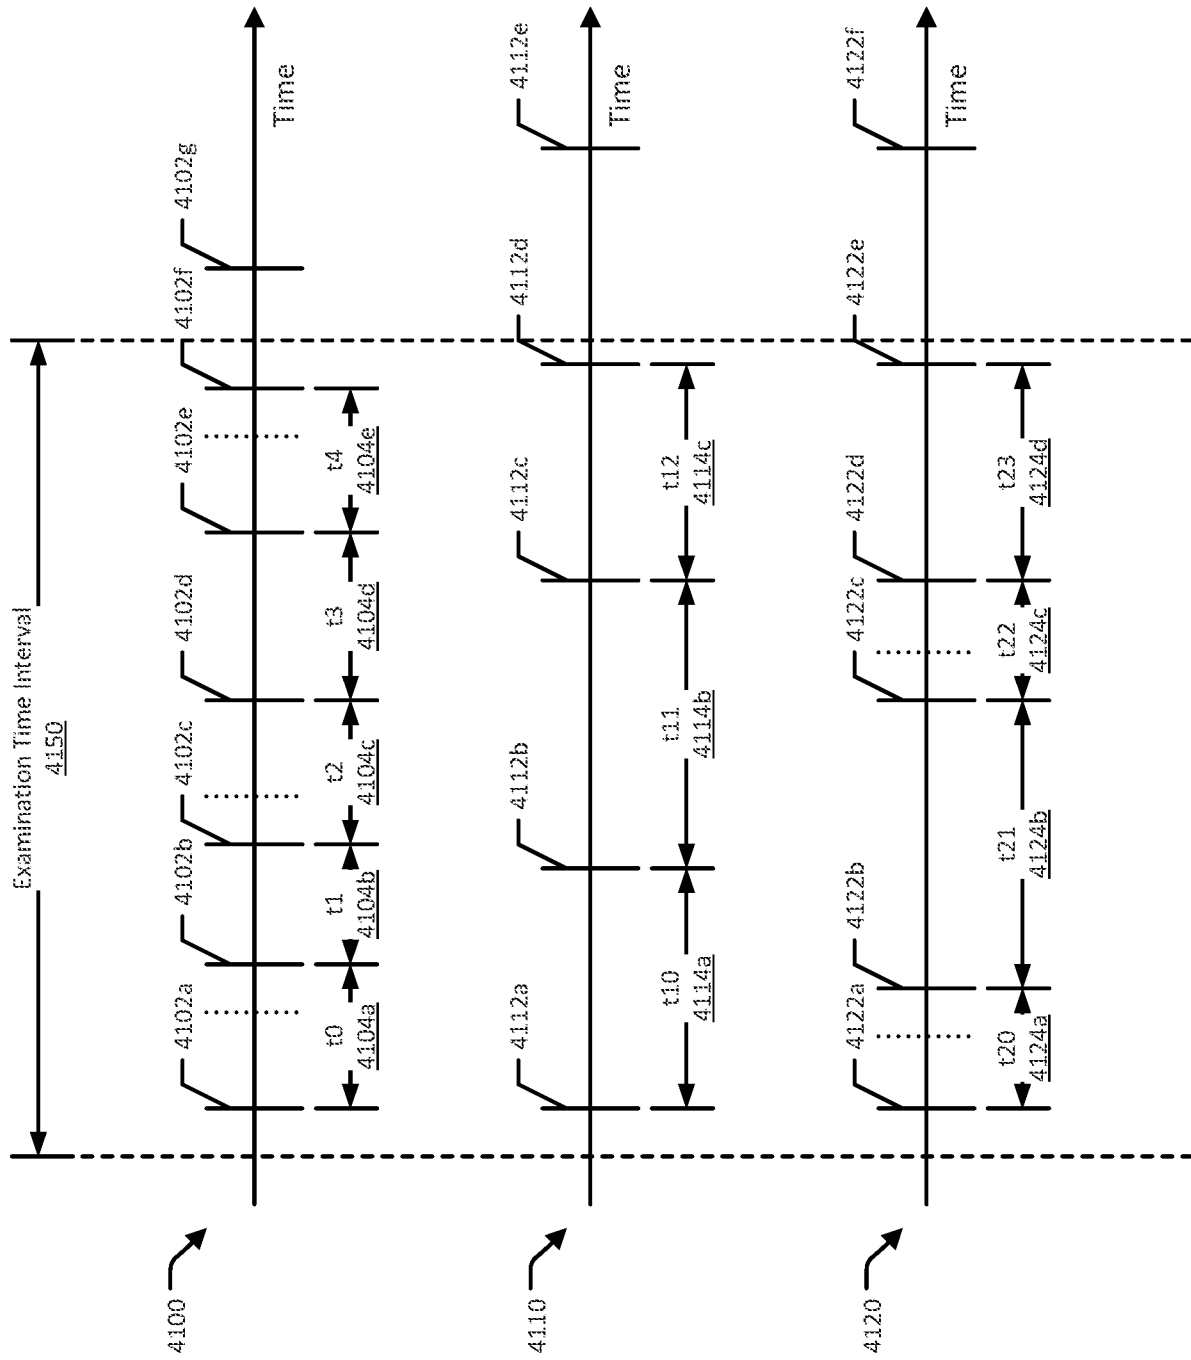 Examination Time Interval
4150
4100
4102a
4102b
4102c
4102d
4102e
4102f
4102g
t0
4104a
t1
4104b
t2
4104c
t3
4104d
t4
4104e
Time
4110
4112a
4112b
4112c
4112d
4112e
t10
4114a
t11
4114b
t12
4114c
Time
4120
4122a
4122b
4122c
4122d
4122e
4122f
t20
4124a
t21
4124b
t22
4124c
t23
4124d
Time